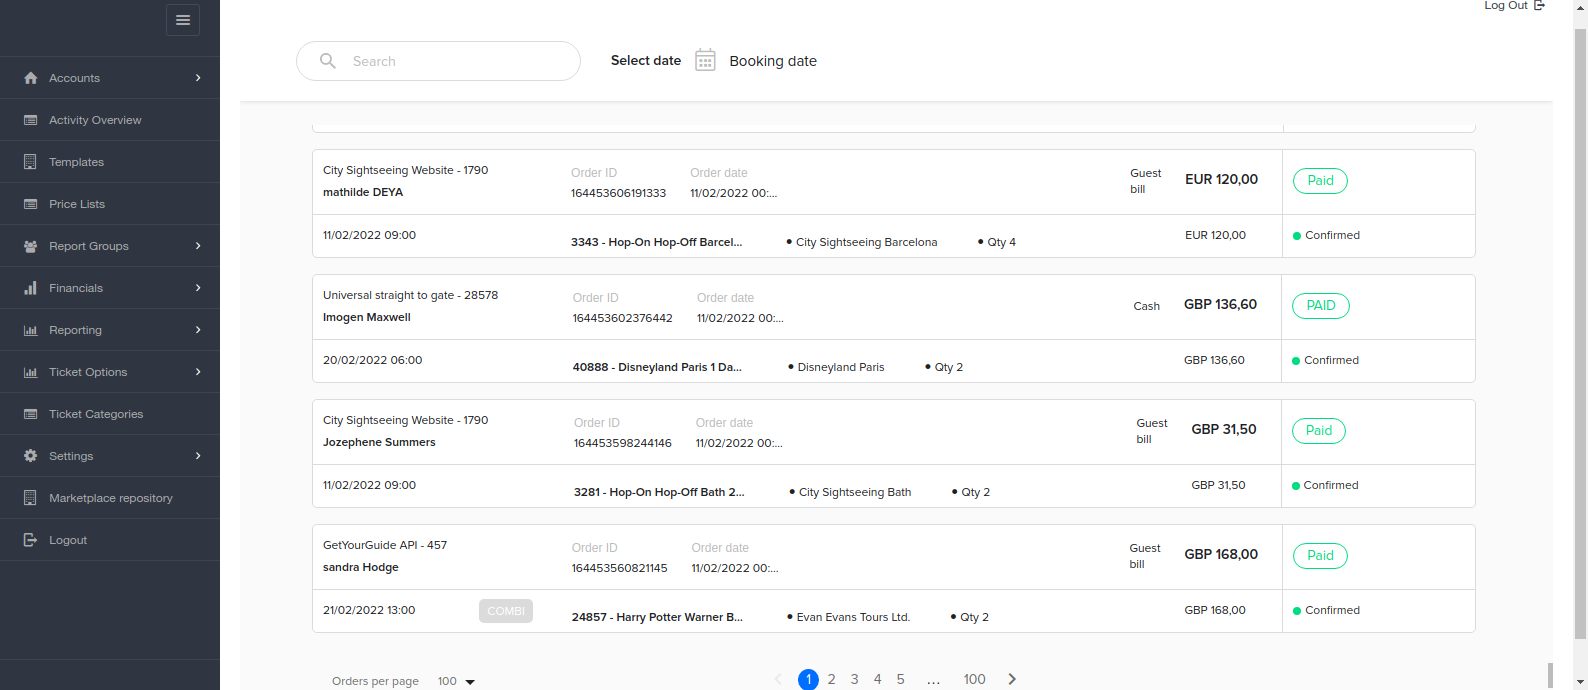 Log Out
Search
Select date
Booking date
Accounts
Activity Overview
Templates
Price Lists
Report Groups
Financials
Reporting
Ticket Options
Ticket Categories
Settings
Marketplace repository
Logout
City Sightseeing Website - 1790
mathilde DEYA
Order ID
164453606191333
Order date
11/02/2022 00:...
Guest
bill
EUR 120,00
Paid
11/02/2022 09:00
3343 - Hop-On Hop-Off Barcel...
• City Sightseeing Barcelona
• Qty 4
EUR 120,00
Confirmed
Universal straight to gate - 28578
Imogen Maxwell
Order ID
164453602376442
Order date
11/02/2022 00:...
Cash
GBP 136,60
PAID
20/02/2022 06:00
40888 - Disneyland Paris 1 Da...
• Disneyland Paris
• Qty 2
GBP 136,60
Confirmed
City Sightseeing Website - 1790
Jozephene Summers
Order ID
164453598244146
Order date
11/02/2022 00:...
Guest
bill
GBP 31,50
Paid
11/02/2022 09:00
3281 - Hop-On Hop-Off Bath 2...
• City Sightseeing Bath
• Qty 2
GBP 31,50
Confirmed
GetYourGuide API - 457
sandra Hodge
Order ID
164453560821145
Order date
11/02/2022 00:...
Guest
bill
GBP 168,00
Paid
21/02/2022 13:00
COMBI
24857 - Harry Potter Warner B...
• Evan Evans Tours Ltd.
• Qty 2
GBP 168,00
Confirmed
Orders per page 100
1 2 3 4 5 ... 100